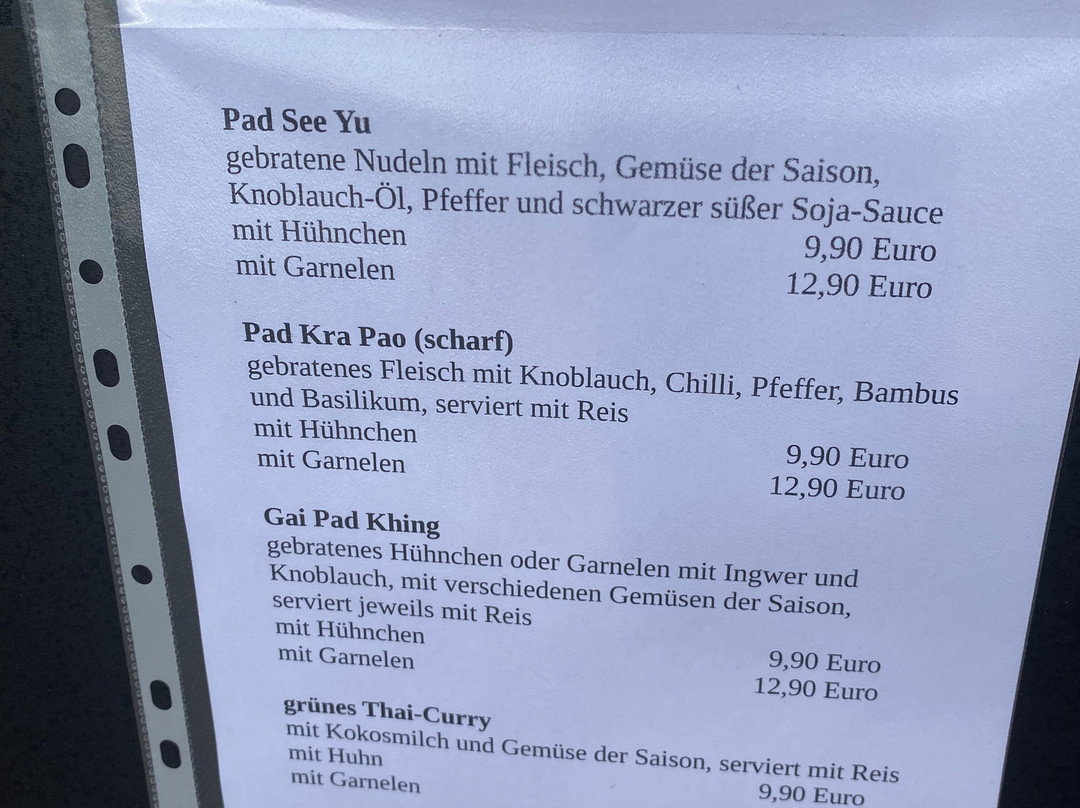 Pad See Yu
gebratene Nudeln mit Fleisch, Gemüse der Saison,
Knoblauch-Öl, Pfeffer und schwarzer süßer Soja-Sauce
mit Hühnchen 9,90 Euro
mit Garnelen 12,90 Euro
Pad Kra Pao (scharf)
gebratenes Fleisch mit Knoblauch, Chilli, Pfeffer, Bambus
und Basilikum, serviert mit Reis
mit Hühnchen 9,90 Euro
mit Garnelen 12,90 Euro
Gai Pad Khing
gebratenes Hühnchen oder Garnelen mit Ingwer und
Knoblauch, mit verschiedenen Gemüsen der Saison,
serviert jeweils mit Reis
mit Hühnchen 9,90 Euro
mit Garnelen 12,90 Euro
grünes Thai-Curry
mit Kokosmilch und Gemüse der Saison, serviert mit Reis
mit Huhn 9,90 Euro
mit Garnelen